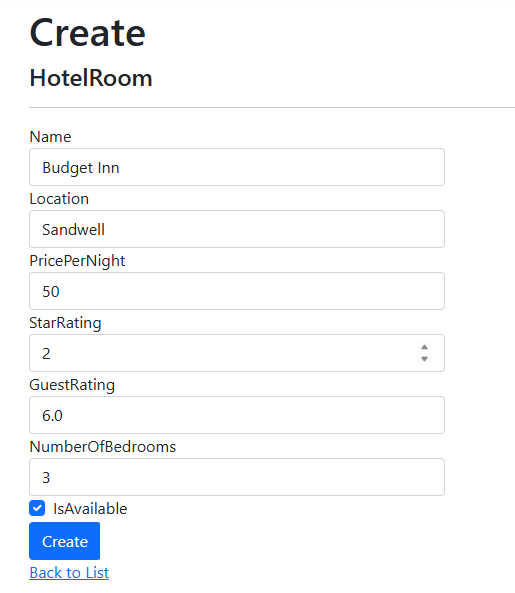 Create
HotelRoom
Name
Budget Inn
Location
Sandwell
PricePerNight
50
StarRating
2
GuestRating
6.0
NumberOfBedrooms
3
IsAvailable
Create
Back to List